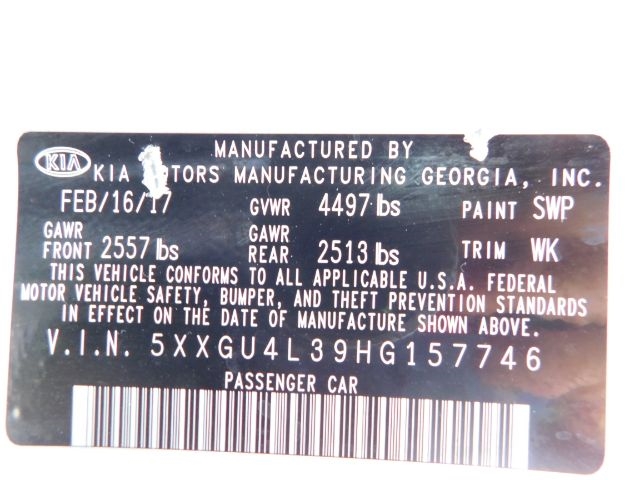 MANUFACTURED BY
KIA KIA MOTORS MANUFACTURING GEORGIA, INC.
FEB/16/17 GVWR 4497 lbs PAINT SWP
GAWR FRONT 2557 lbs GAWR REAR 2513 lbs TRIM WK
THIS VEHICLE CONFORMS TO ALL APPLICABLE U.S.A. FEDERAL
MOTOR VEHICLE SAFETY, BUMPER, AND THEFT PREVENTION STANDARDS
IN EFFECT ON THE DATE OF MANUFACTURE SHOWN ABOVE.
V.I.N. 5XXGU4L39HG157746
PASSENGER CAR